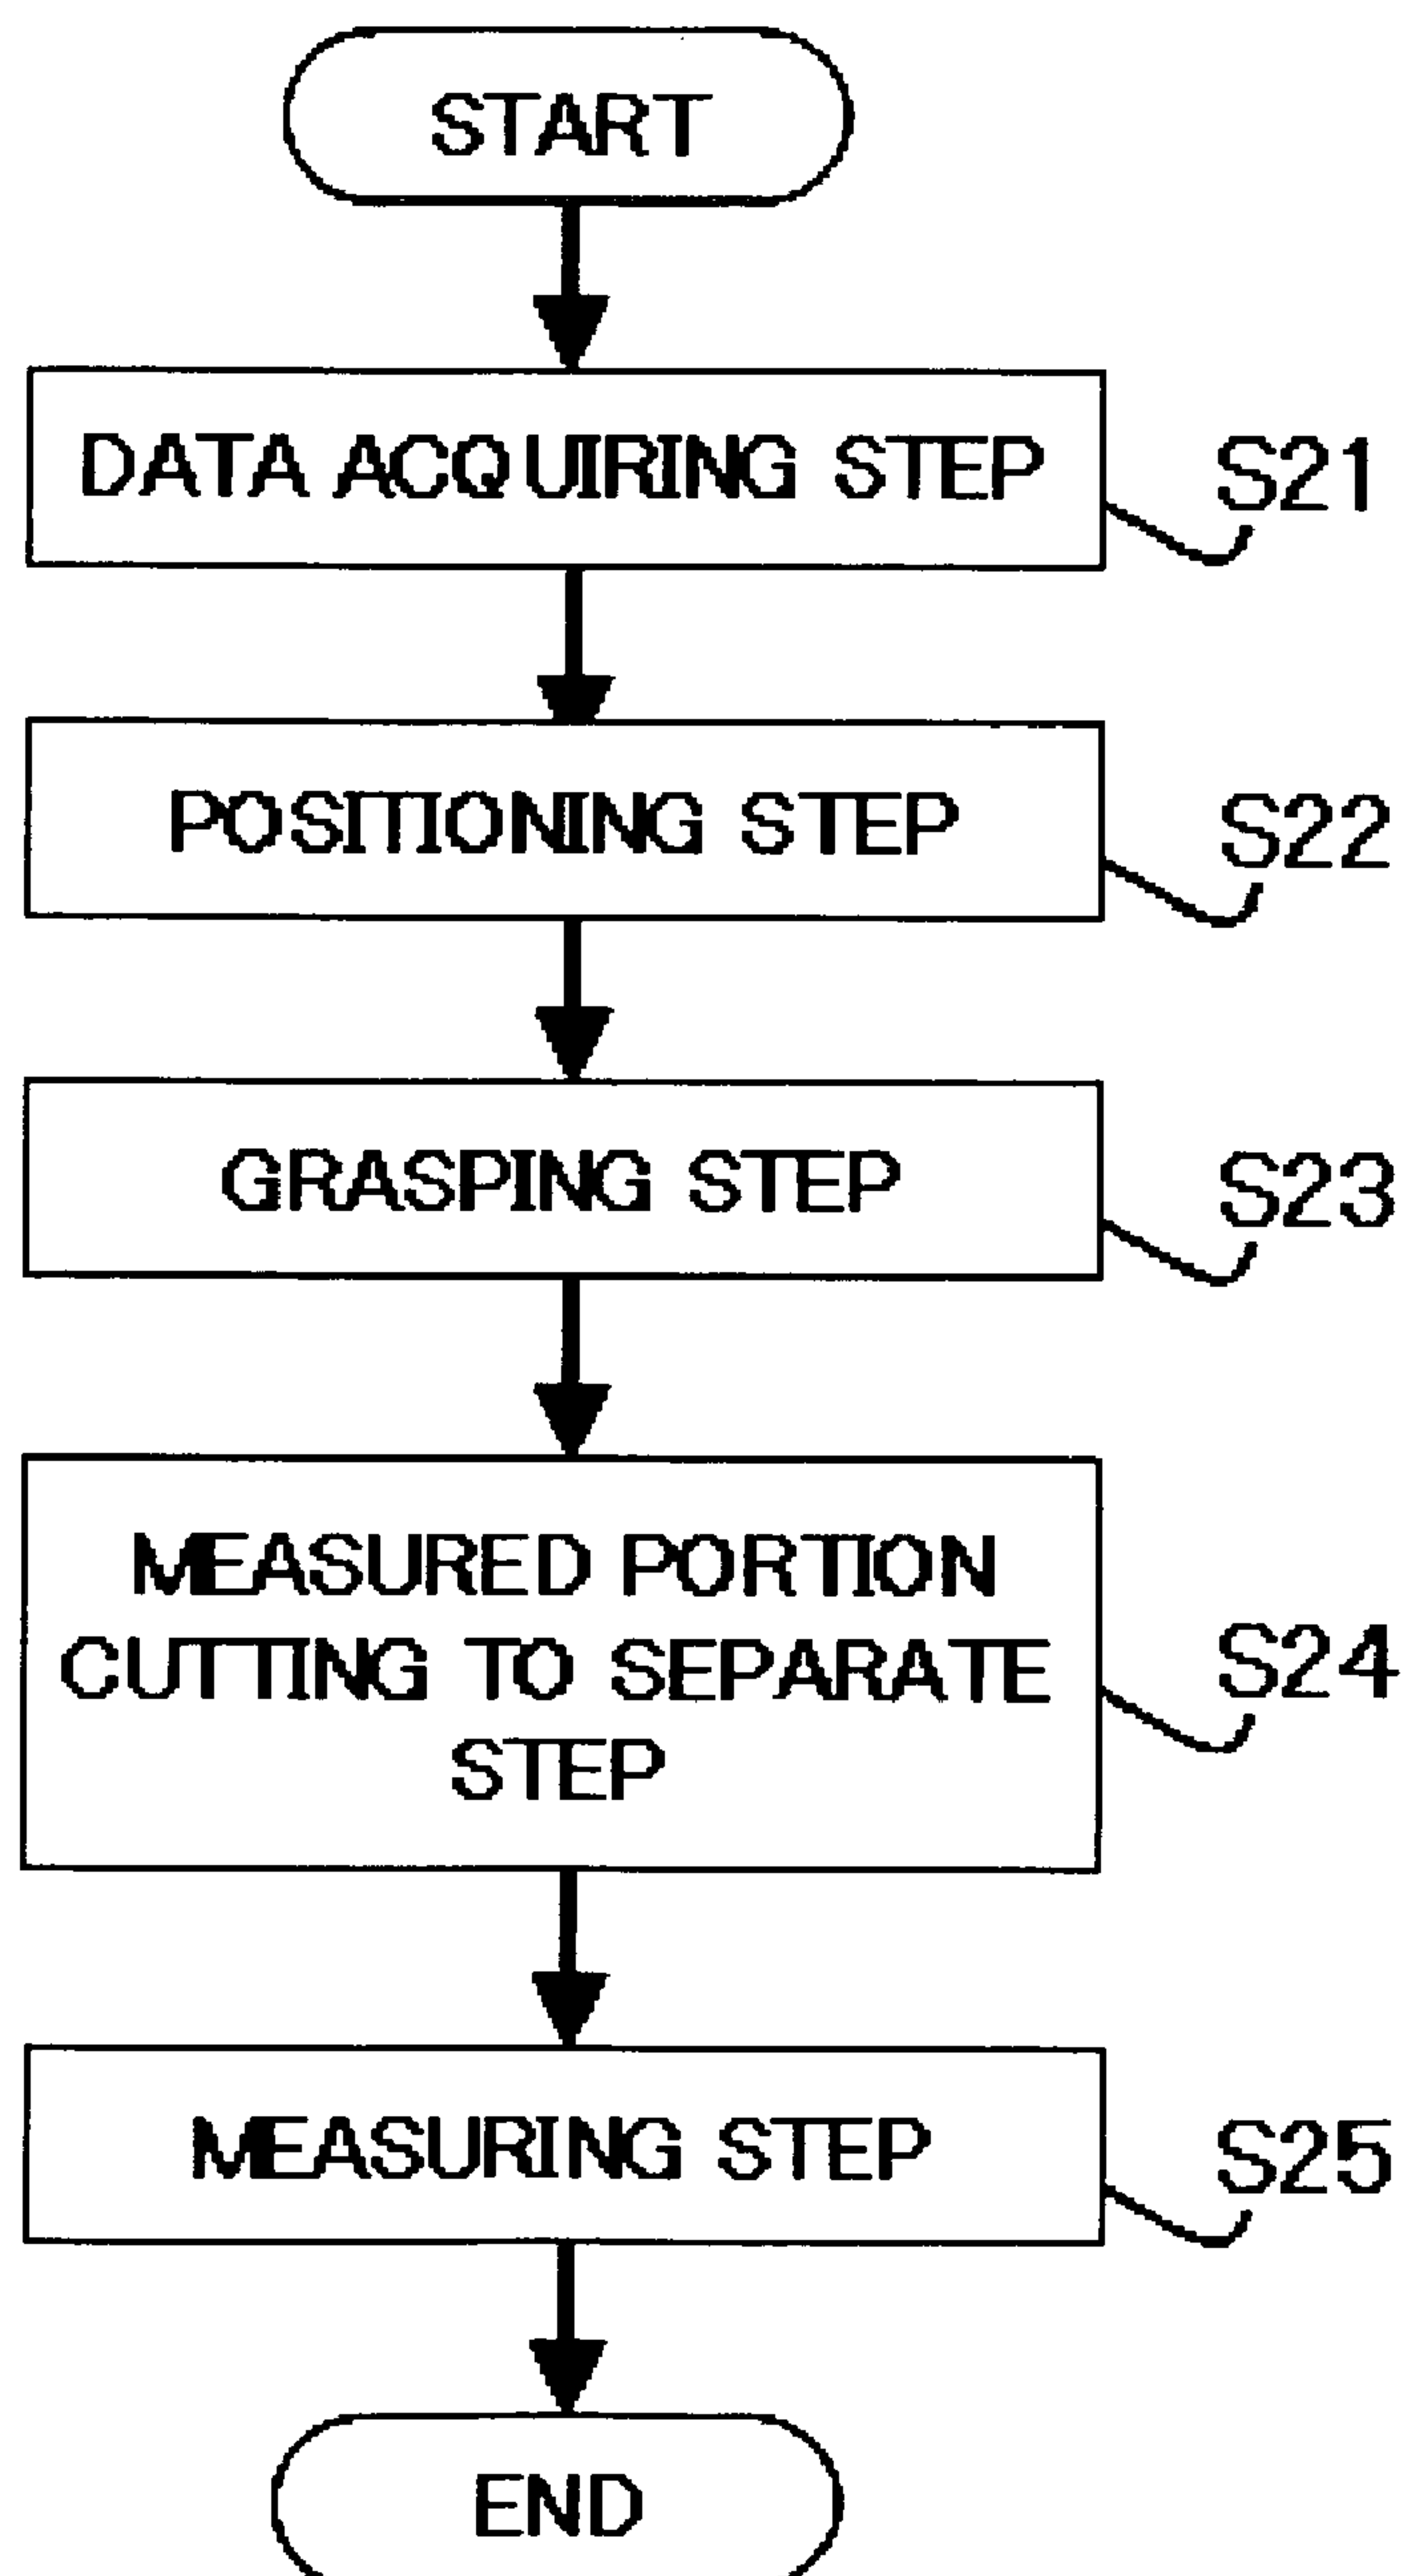 START
DATA ACQUIRING STEP
S21
POSITIONING STEP
S22
GRASPING STEP
S23
MEASURED PORTION
CUTTING TO SEPARATE
STEP
S24
MEASURING STEP
S25
END